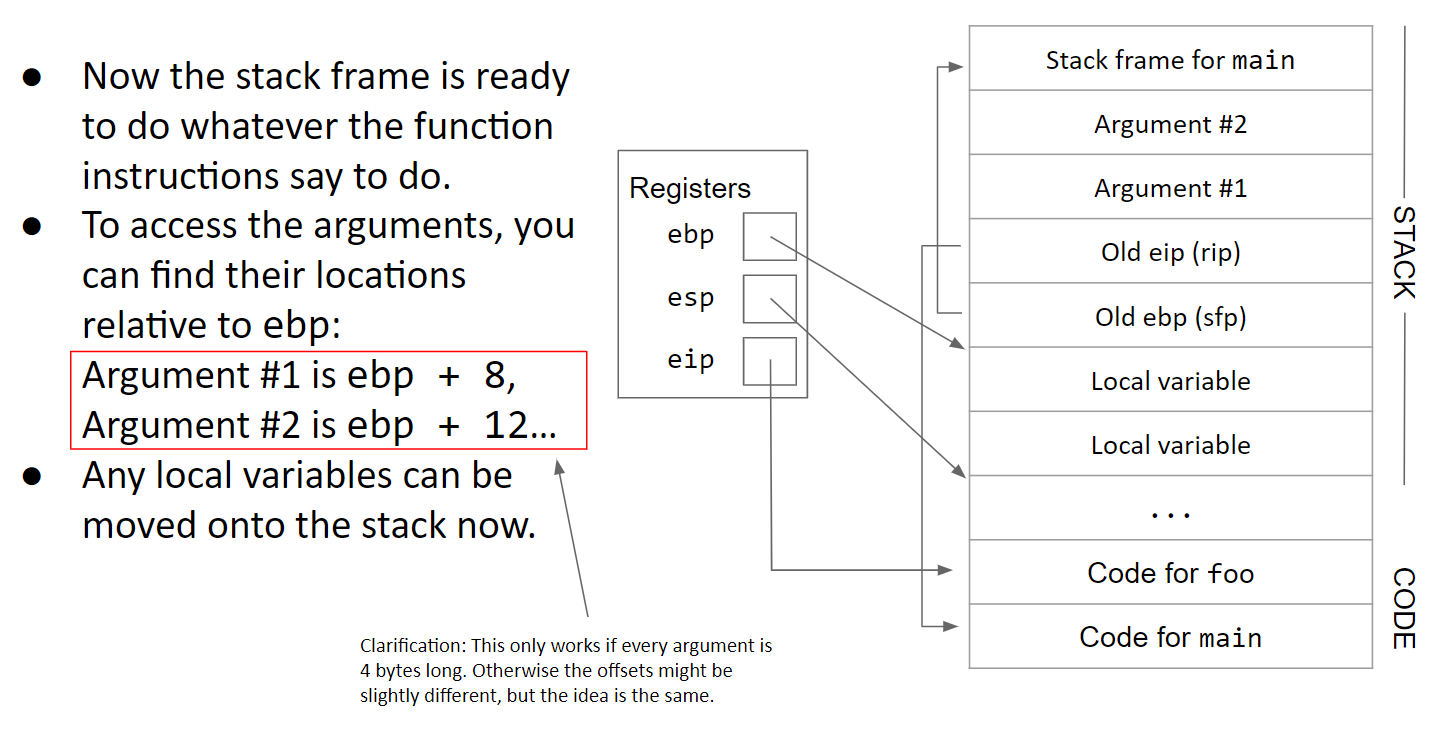 ● Now the stack frame is ready
to do whatever the function
instructions say to do.
● To access the arguments, you
can find their locations
relative to ebp:
Argument #1 is ebp + 8,
Argument #2 is ebp + 12…
● Any local variables can be
moved onto the stack now.
Clarification: This only works if every argument is
4 bytes long. Otherwise the offsets might be
slightly different, but the idea is the same.
Registers
ebp
esp
eip
Stack frame for main
Argument #2
Argument #1
Old eip (rip)
Old ebp (sfp)
Local variable
Local variable
...
Code for foo
Code for main
STACK
CODE